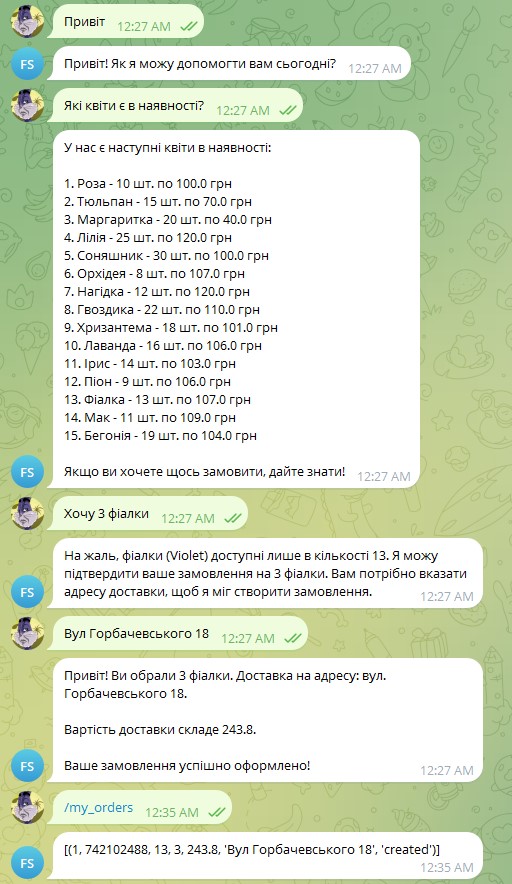 Привіт 12:27 AM
FS
Привіт! Як я можу допомогти вам сьогодні? 12:27 AM
Які квіти є в наявності? 12:27 AM
У нас є наступні квіти в наявності:
1. Роза - 10 шт. по 100.0 грн
2. Тюльпан - 15 шт. по 70.0 грн
3. Маргаритка - 20 шт. по 40.0 грн
4. Лілія - 25 шт. по 120.0 грн
5. Соняшник - 30 шт. по 100.0 грн
6. Орхідея - 8 шт. по 107.0 грн
7. Нагідка - 12 шт. по 120.0 грн
8. Гвоздика - 22 шт. по 110.0 грн
9. Хризантема - 18 шт. по 101.0 грн
10. Лаванда - 16 шт. по 106.0 грн
11. Ірис - 14 шт. по 103.0 грн
12. Піон - 9 шт. по 106.0 грн
13. Фіалка - 13 шт. по 107.0 грн
14. Мак - 11 шт. по 109.0 грн
15. Бегонія - 19 шт. по 104.0 грн
FS
Якщо ви хочете щось замовити, дайте знати! 12:27 AM
Хочу 3 фіалки 12:27 AM
На жаль, фіалки (Violet) доступні лише в кількості 13. Я можу
підтвердити ваше замовлення на 3 фіалки. Вам потрібно вказати
FS
адресу доставки, щоб я міг створити замовлення. 12:27 AM
Вул Горбачевського 18 12:27 AM
Привіт! Ви обрали 3 фіалки. Доставка на адресу: вул.
Горбачевського 18.
Вартість доставки складе 243.8.
FS
Ваше замовлення успішно оформлено! 12:27 AM
/my_orders 12:35 AM
[(1, 742102488, 13, 3, 243.8, 'Вул Горбачевського 18', 'created')]
FS
12:35 AM